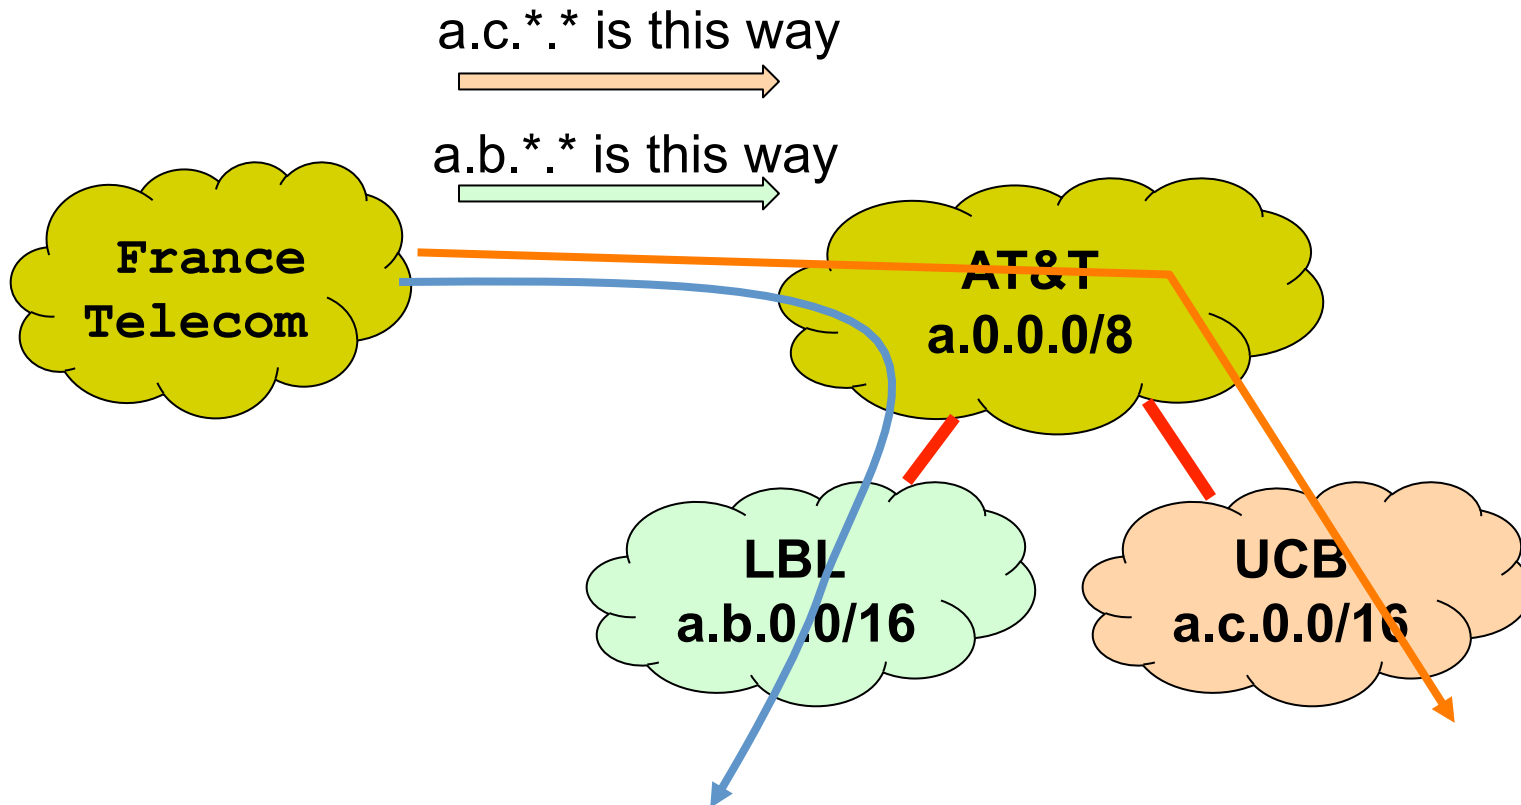 a.c.*.* is this way
a.b.*.* is this way
France
Telecom
AT&T
a.0.0.0/8
LBL
a.b.0.0/16
UCB
a.c.0.0/16